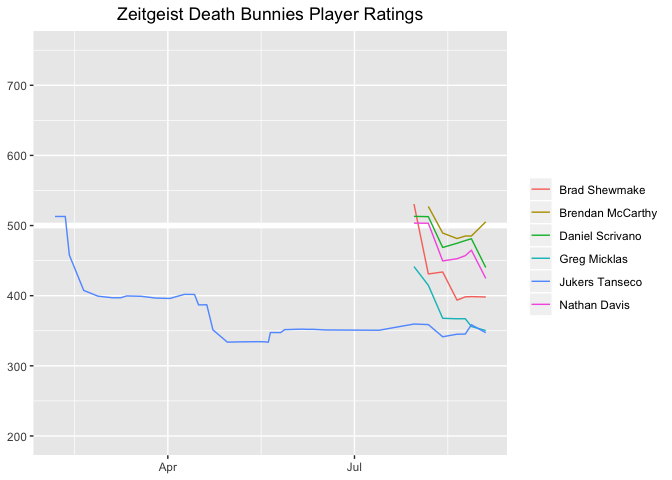 Zeitgeist Death Bunnies Player Ratings
700
600
500
400
300
200
Apr
Jul
Brad Shewmake
Brendan McCarthy
Daniel Scrivano
Greg Micklas
Jukers Tanseco
Nathan Davis